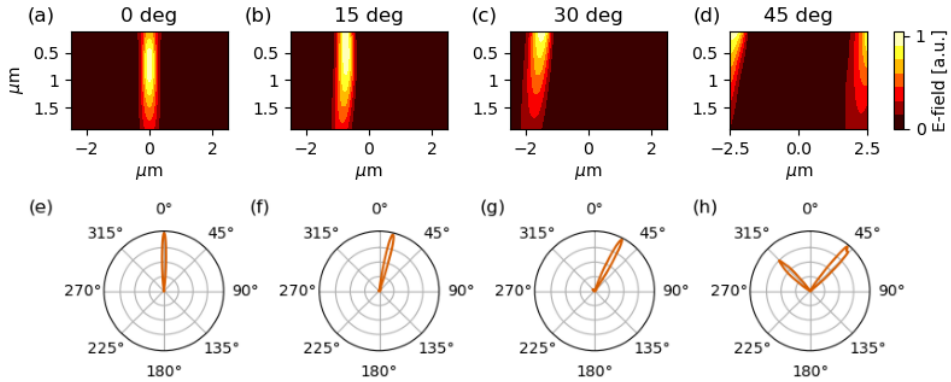 (a) 0 deg (b) 15 deg (c) 30 deg (d) 45 deg
0.5 0.5 0.5 0.5 1
1 1 1 1
1.5 1.5 1.5 1.5 0
μm E-field [a.u.]
−2 0 2 −2 0 2 −2 0 2 −2.5 0.0 2.5
μm μm μm μm
(e) 0° (f) 0° (g) 0° (h) 0°
315° 45° 315° 45° 315° 45° 315° 45°
270° 90° 270° 90° 270° 90° 270° 90°
225° 135° 225° 135° 225° 135° 225° 135°
180° 180° 180° 180°